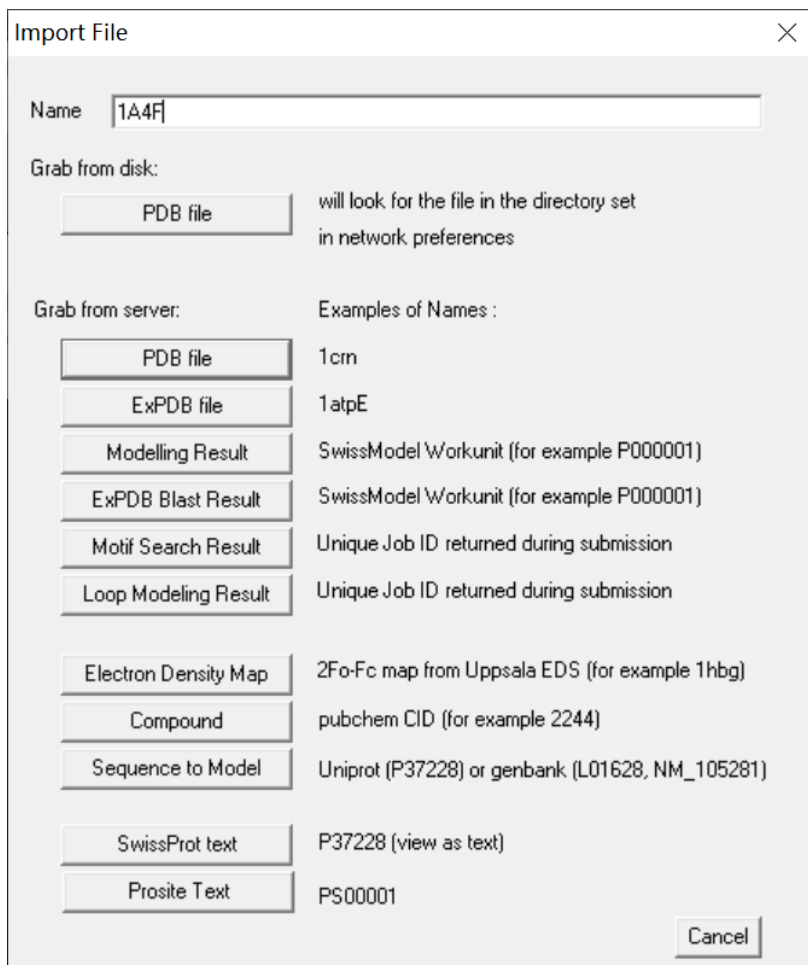 Import File
Name 1A4F
Grab from disk:
PDB file will look for the file in the directory set
in network preferences
Grab from server: Examples of Names :
PDB file 1crn
ExPDB file 1atpE
Modelling Result SwissModel Workunit (for example P000001)
ExPDB Blast Result SwissModel Workunit (for example P000001)
Motif Search Result Unique Job ID returned during submission
Loop Modeling Result Unique Job ID returned during submission
Electron Density Map 2Fo-Fc map from Uppsala EDS (for example 1hbg)
Compound pubchem CID (for example 2244)
Sequence to Model Uniprot (P37228) or genbank (L01628, NM_105281)
SwissProt text P37228 (view as text)
Prosite Text PS00001
Cancel